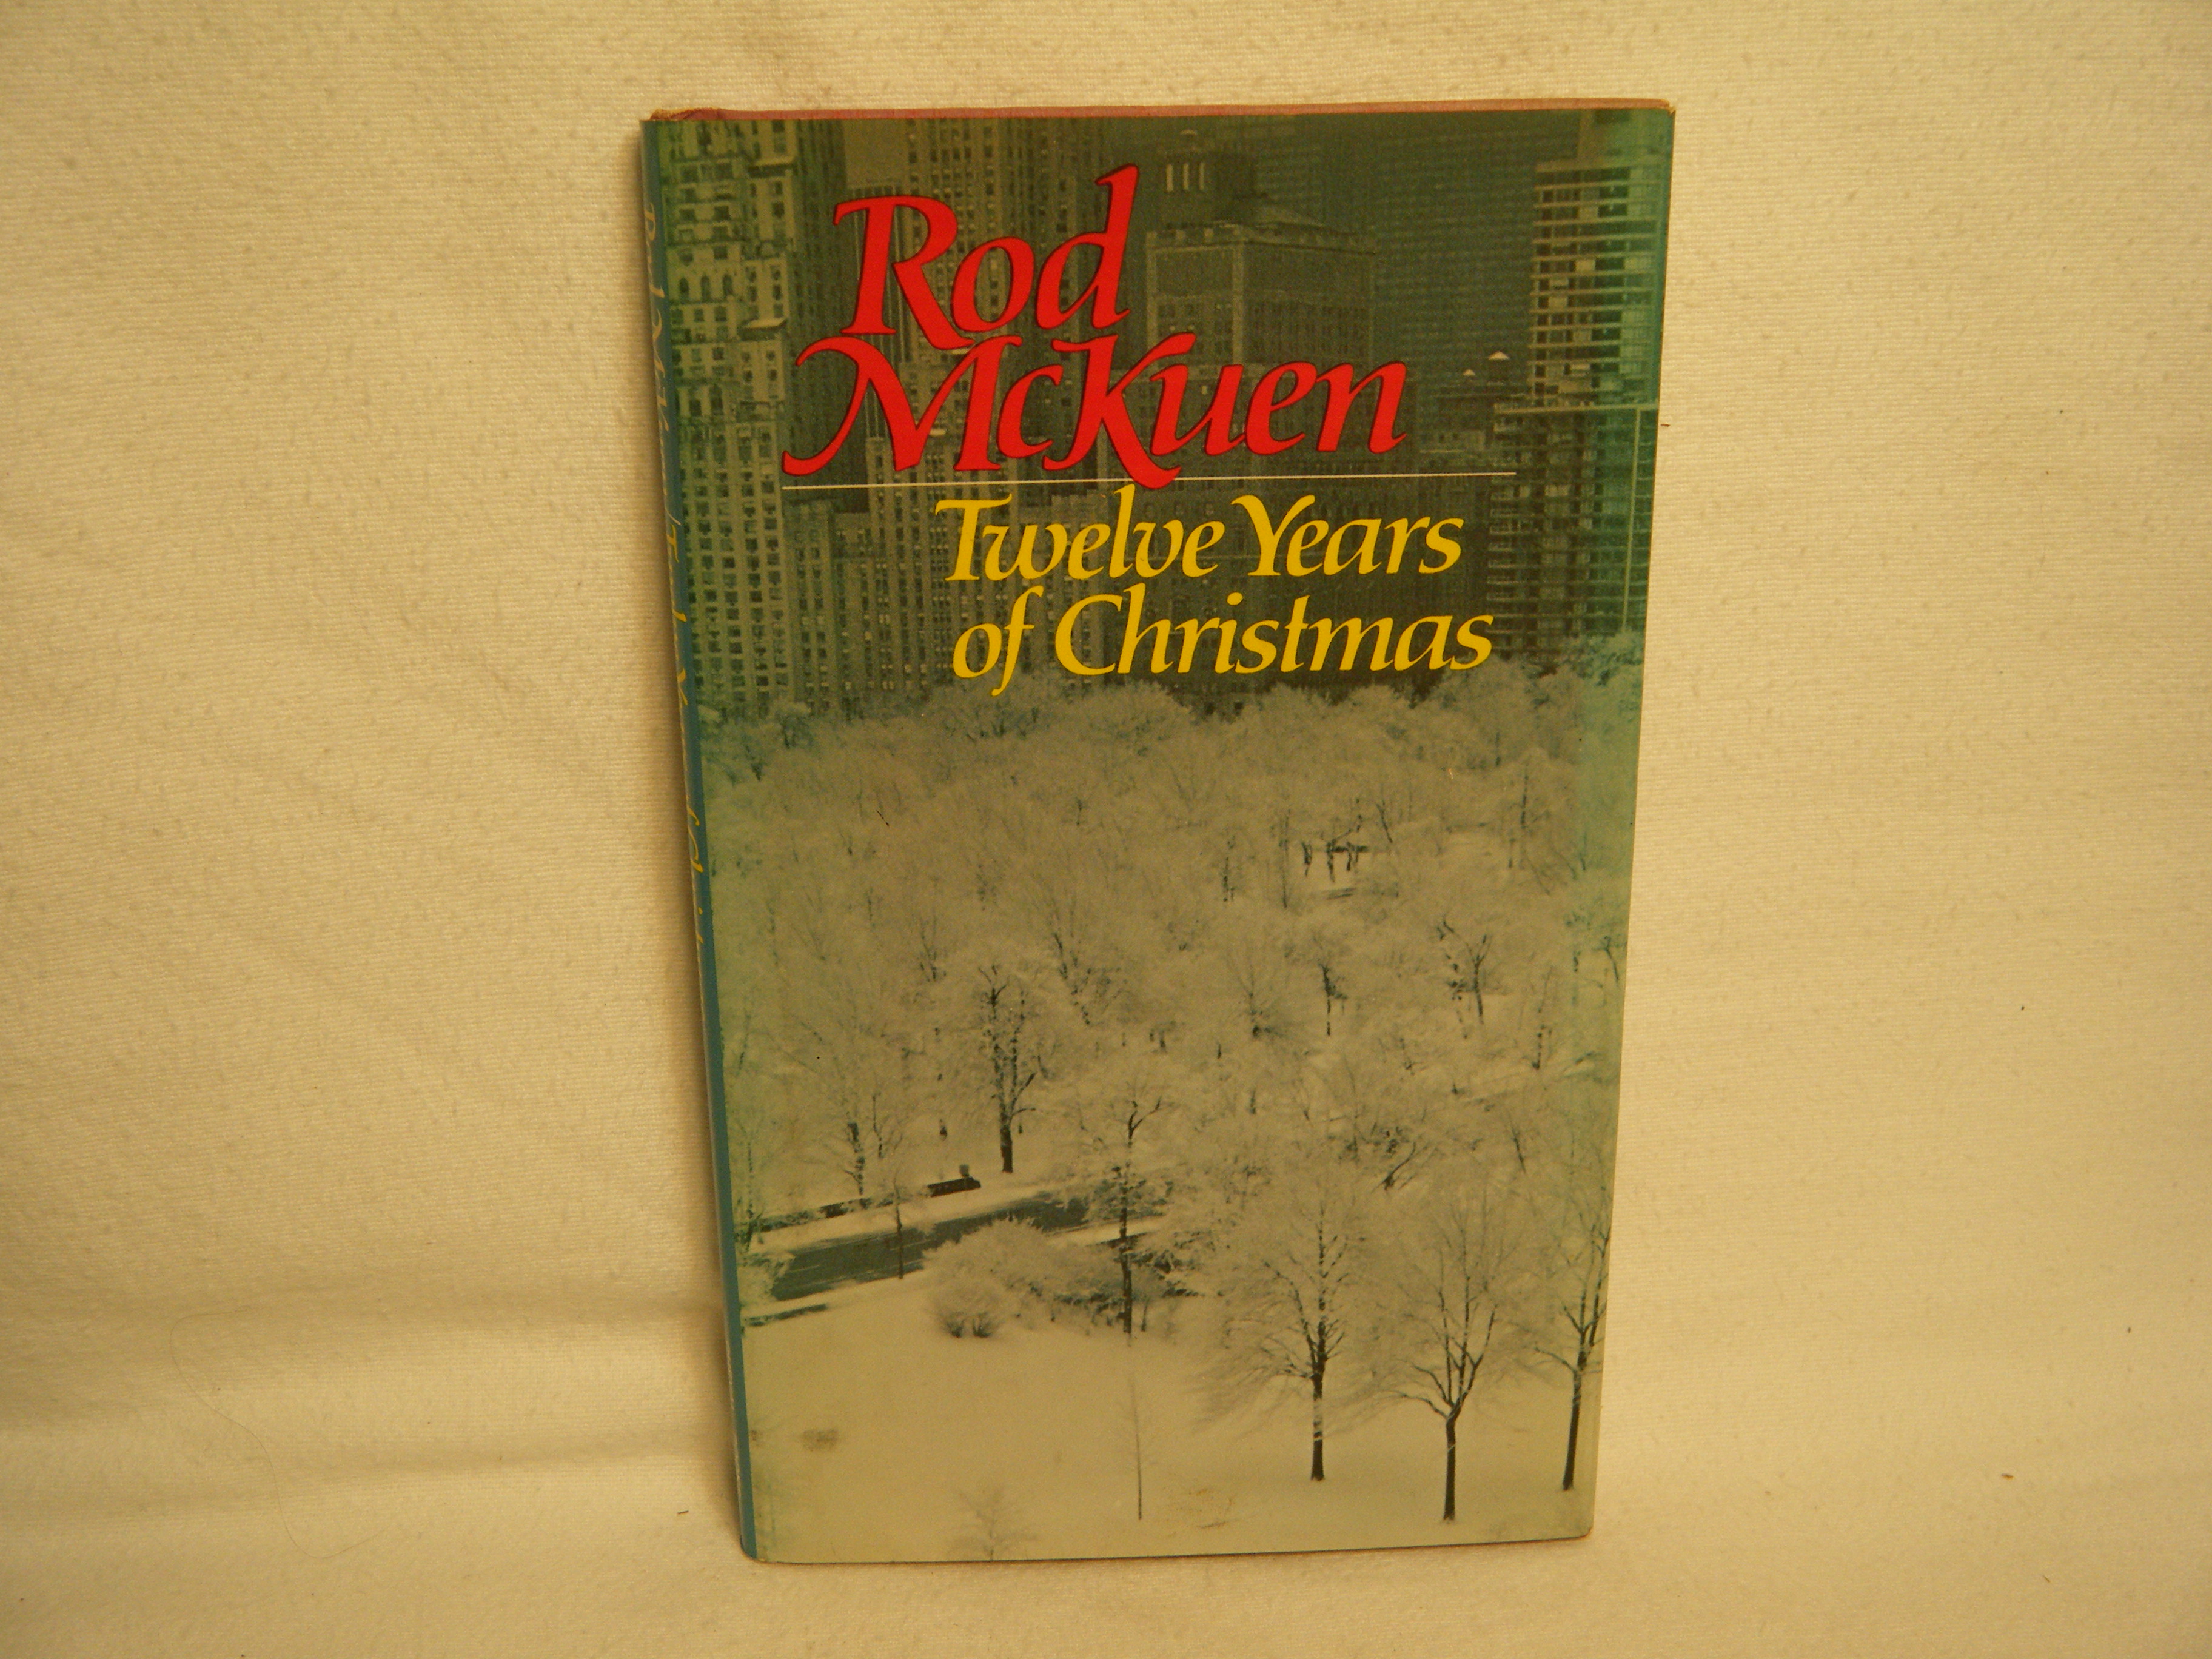 Rod
McKuen
Twelve Years
of Christmas